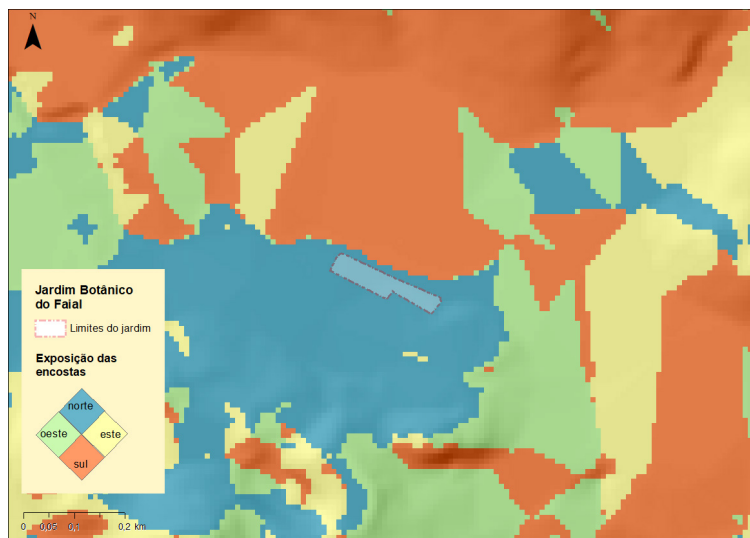 N
Jardim Botânico
do Faial
Limites do jardim
Exposição das
encostas
norte
oeste
este
sul
0 0,05 0,1 0,2 km